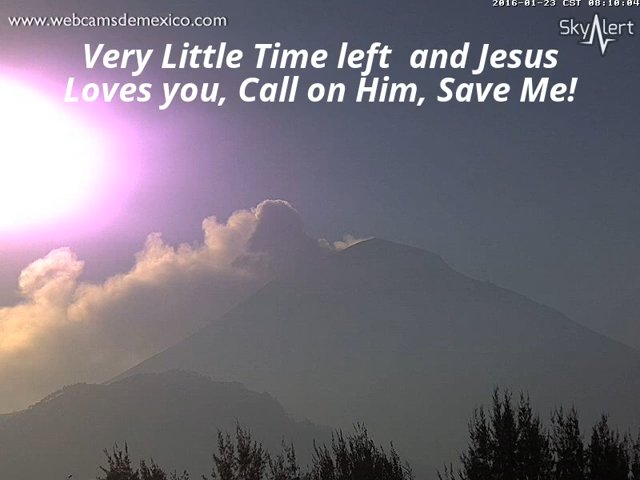 2016-01-23 CST 08:10:04
www.webcamsdemexico.com
SkyAlert
Very Little Time left  and Jesus
Loves you, Call on Him, Save Me!